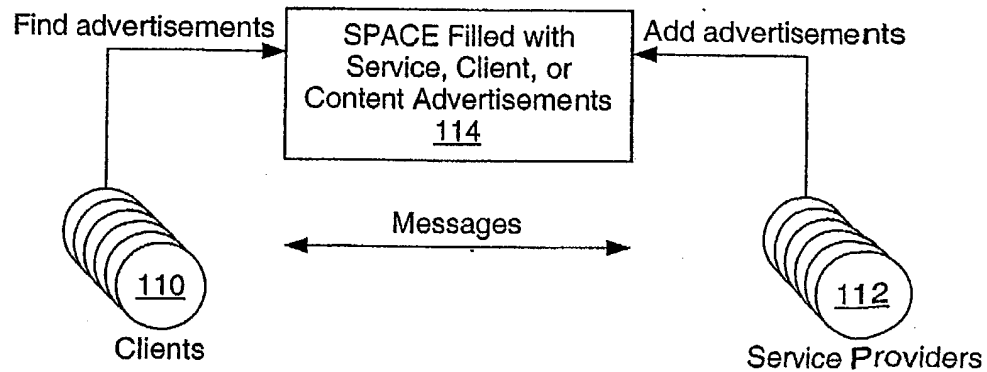 Find advertisements
SPACE Filled with
Service, Client, or
Content Advertisements
114
Add advertisements
Messages
110
Clients
112
Service Providers